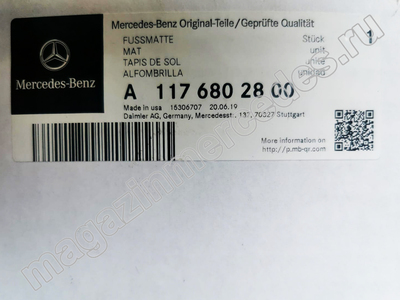 Mercedes-Benz Original-Teile/Geprüfte Qualität
FUSSMATTE Stück 1
MAT unit
TAPIS DE SOL unité
ALFOMBRILLA unidad
Mercedes-Benz
A 117 680 28 00
Made in usa 15306707 20.06.19
Daimler AG, Germany, Mercedesstr., 137, 70327 Stuttgart
More information on
http://p.mb-qr.com
magazinmercedes.ru